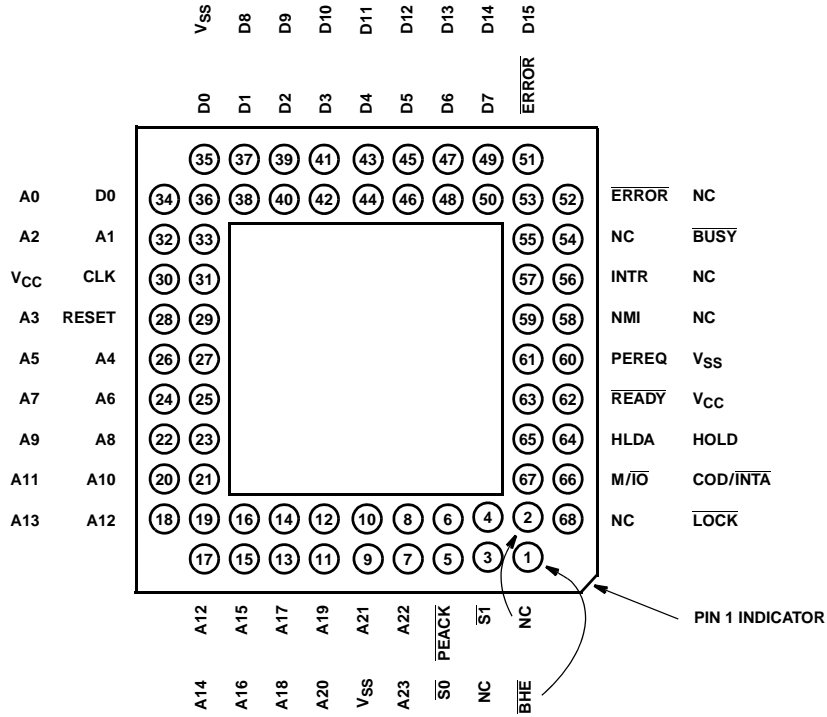 VSS D8 D9 D10 D11 D12 D13 D14 D15
D0 D1 D2 D3 D4 D5 D6 D7 ERROR
35 37 39 41 43 45 47 49 51
A0 D0 34 36 38 40 42 44 46 48 50 53 52 ERROR NC
A2 A1 32 33 55 54 NC BUSY
VCC CLK 30 31 57 56 INTR NC
A3 RESET 28 29 59 58 NMI NC
A5 A4 26 27 61 60 PEREQ VSS
A7 A6 24 25 63 62 READY VCC
A9 A8 22 23 65 64 HLDA HOLD
A11 A10 20 21 67 66 M/IO COD/INTA
A13 A12 18 19 16 14 12 10 8 6 4 2 68 NC LOCK
17 15 13 11 9 7 5 3 1
A12 A15 A17 A19 A21 A22 PEACK S1 NC
PIN 1 INDICATOR
A14 A16 A18 A20 VSS A23 S0 NC BHE